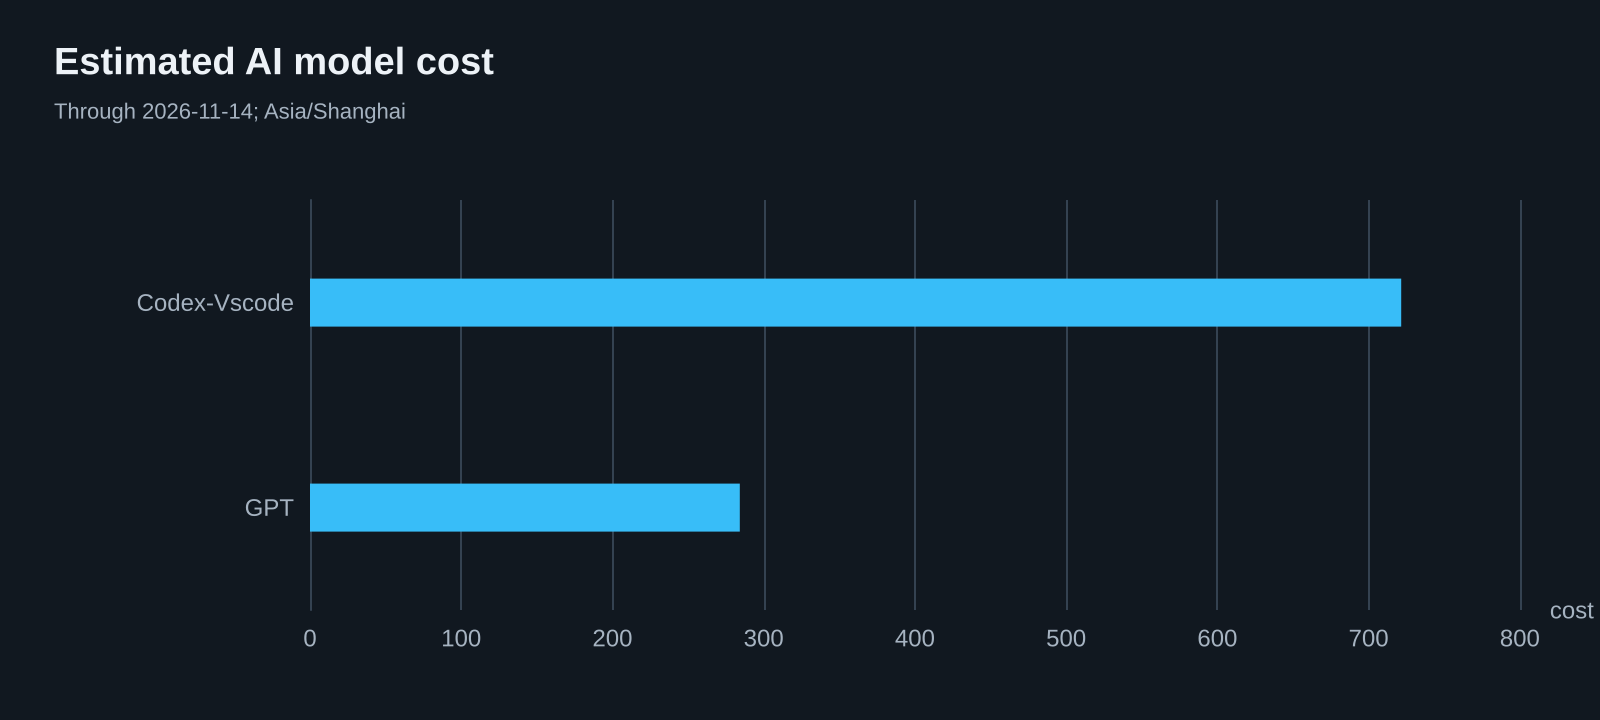 Estimated AI model cost
Through 2026-11-14; Asia/Shanghai
Codex-Vscode
GPT
cost
0 100 200 300 400 500 600 700 800